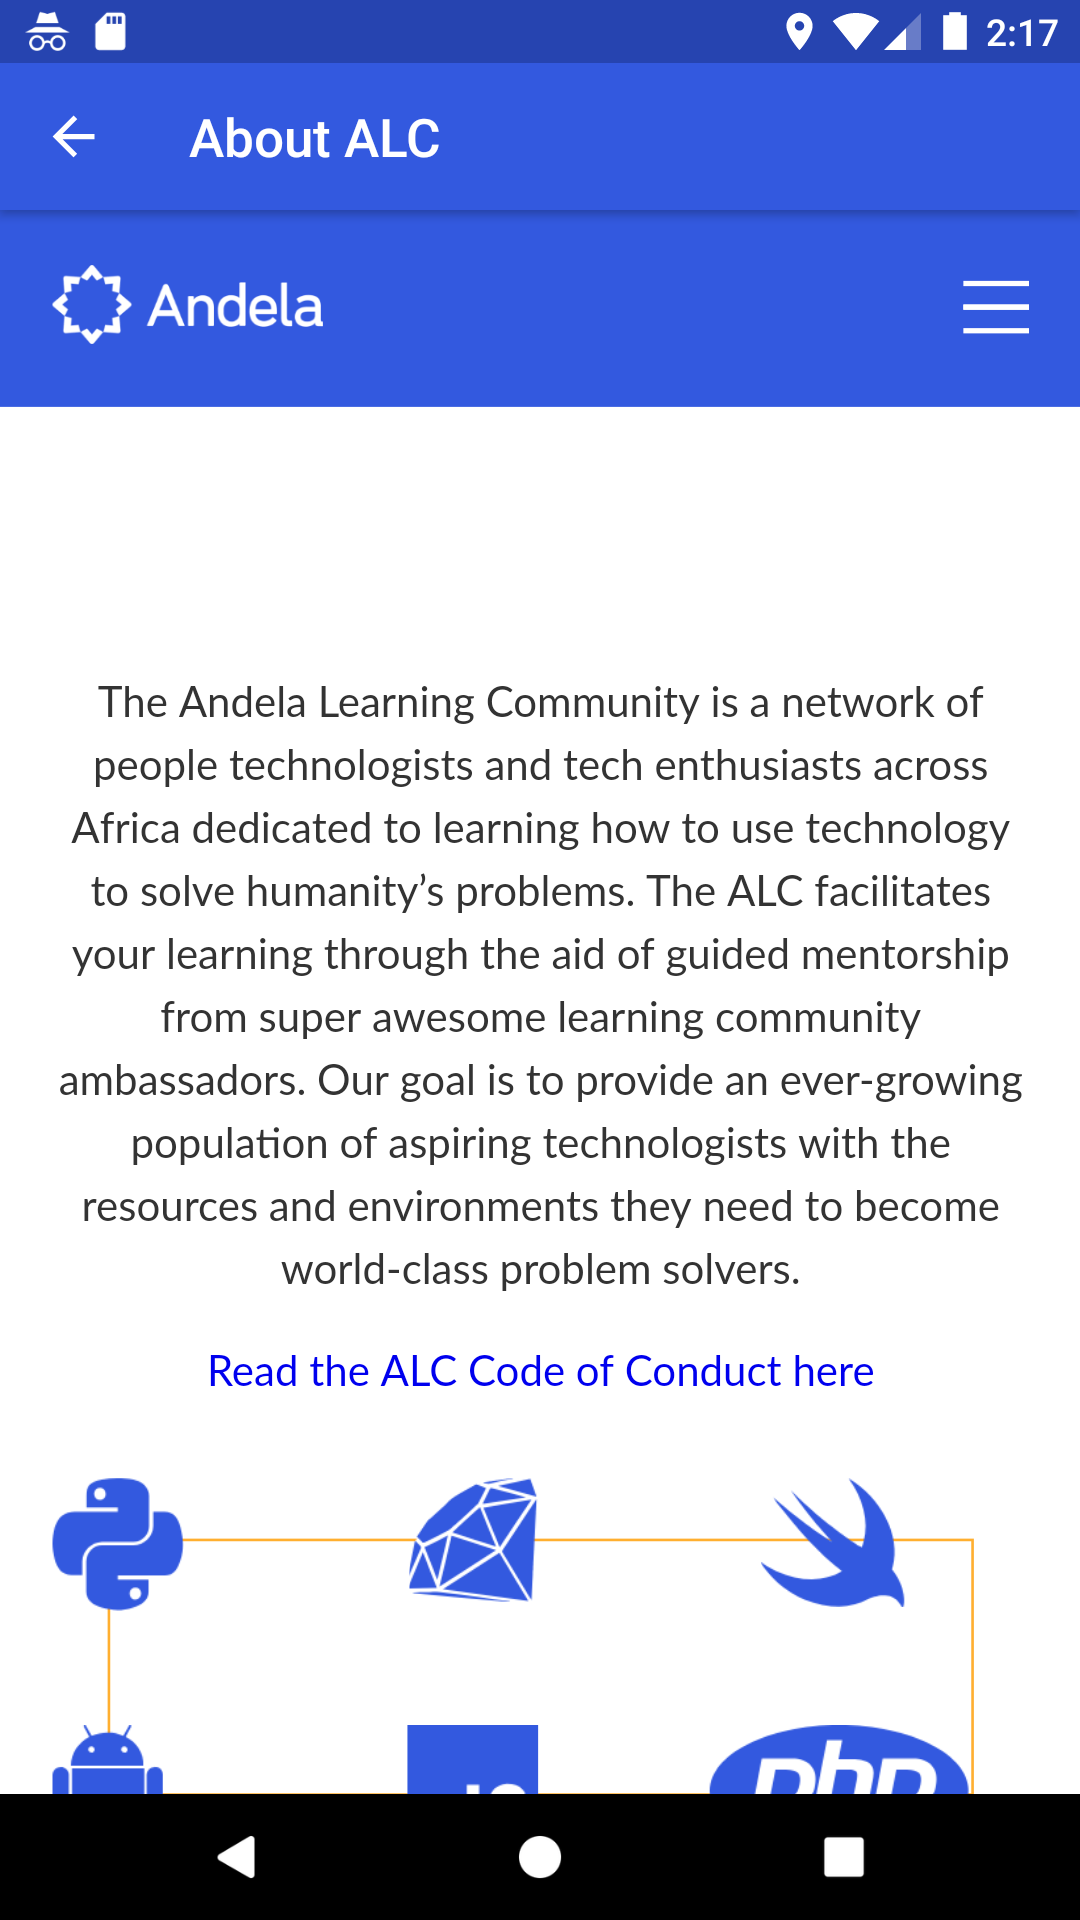 2:17
About ALC
Andela
The Andela Learning Community is a network of
people technologists and tech enthusiasts across
Africa dedicated to learning how to use technology
to solve humanity’s problems. The ALC facilitates
your learning through the aid of guided mentorship
from super awesome learning community
ambassadors. Our goal is to provide an ever-growing
population of aspiring technologists with the
resources and environments they need to become
world-class problem solvers.
Read the ALC Code of Conduct here
php